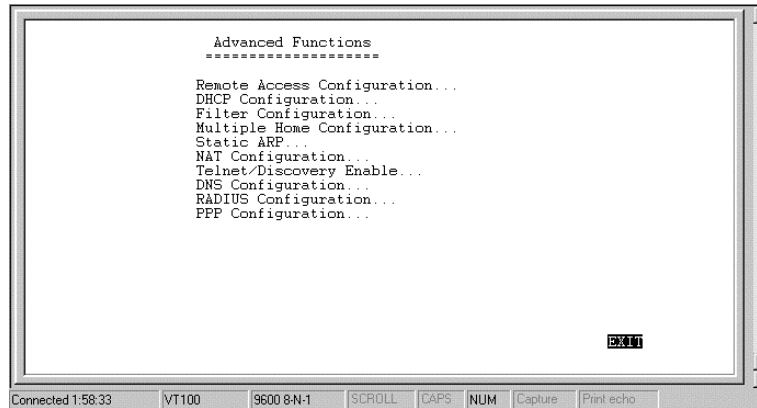 Advanced Functions
====================
Remote Access Configuration...
DHCP Configuration...
Filter Configuration...
Multiple Home Configuration...
Static ARP...
NAT Configuration...
Telnet/Discovery Enable...
DNS Configuration...
RADIUS Configuration...
PPP Configuration...
EXIT
Connected 1:58:33 VT100 9600 8-N-1 SCROLL CAPS NUM Capture Print echo